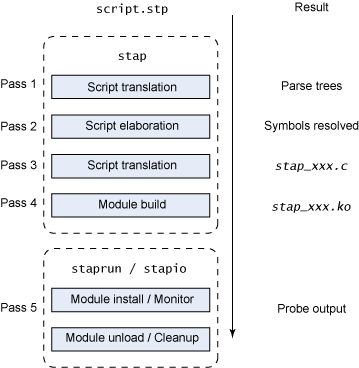 script.stp Result
stap
Pass 1 Script translation Parse trees
Pass 2 Script elaboration Symbols resolved
Pass 3 Script translation stap_xxx.c
Pass 4 Module build stap_xxx.ko
staprun / stapio
Module install / Monitor
Pass 5 Probe output
Module unload / Cleanup